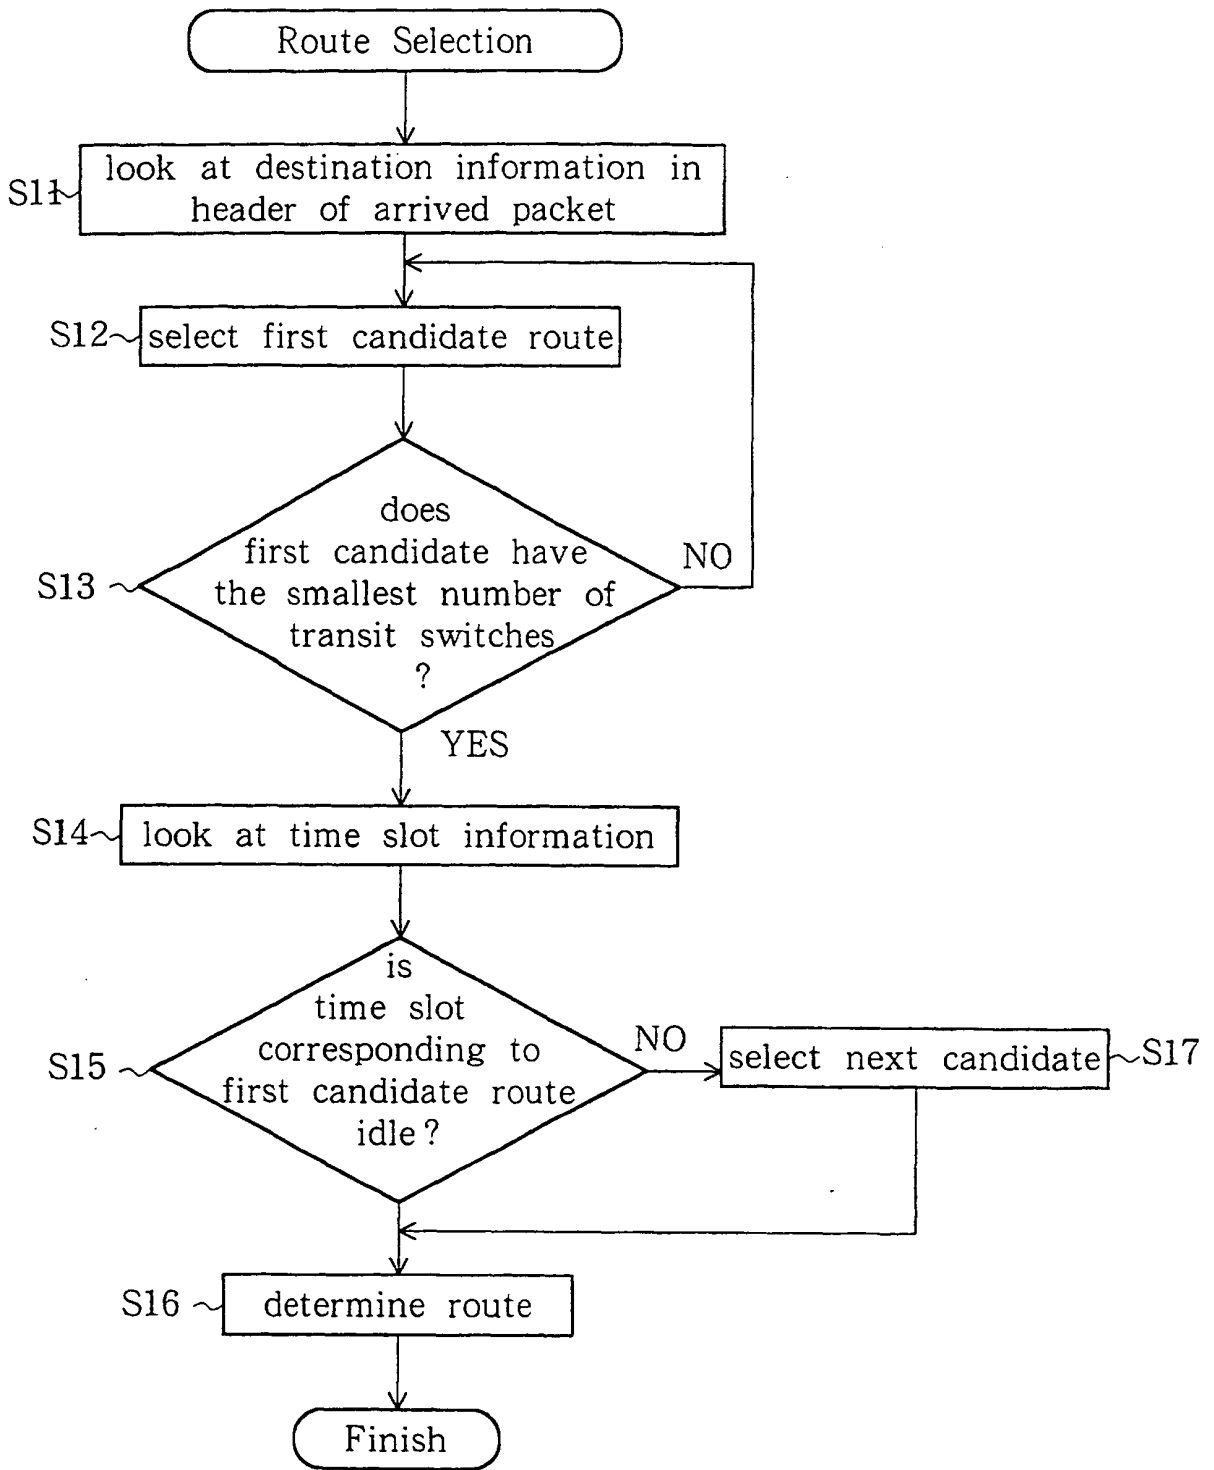 Route Selection
S11
look at destination information in
header of arrived packet
S12
select first candidate route
does
first candidate have
the smallest number of
transit switches
?
S13
NO
YES
S14
look at time slot information
is
time slot
corresponding to
first candidate route
idle?
S15
NO
select next candidate
S17
S16
determine route
Finish